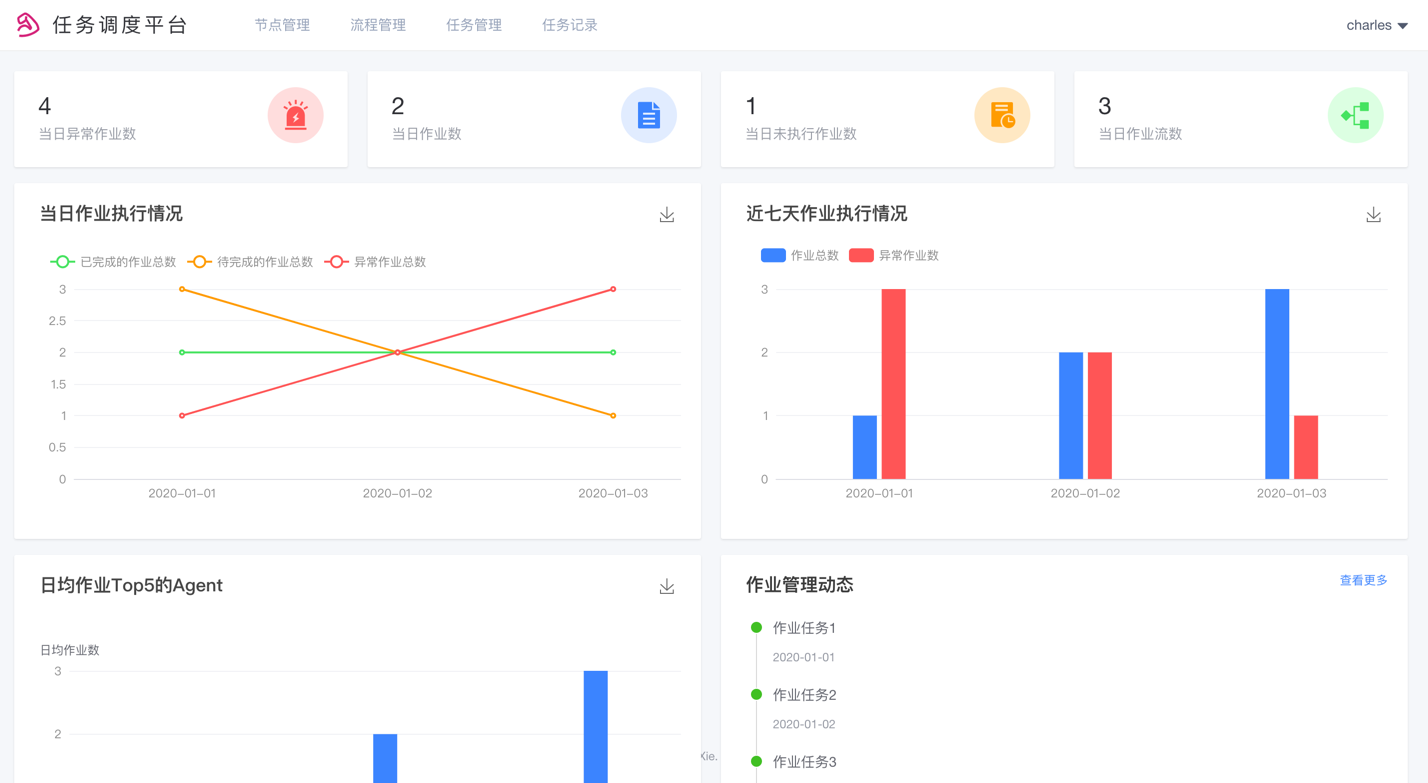 任务调度平台 节点管理 流程管理 任务管理 任务记录 charles
4
当日异常作业数
2
当日作业数
1
当日未执行作业数
3
当日作业流数
当日作业执行情况
已完成的作业总数 待完成的作业总数 异常作业总数
3
2.5
2
1.5
1
0.5
0
2020-01-01 2020-01-02 2020-01-03
近七天作业执行情况
作业总数 异常作业数
3
2
1
0
2020-01-01 2020-01-02 2020-01-03
日均作业Top5的Agent
日均作业数
3
2
Xie.
作业管理动态 查看更多
作业任务1
2020-01-01
作业任务2
2020-01-02
作业任务3